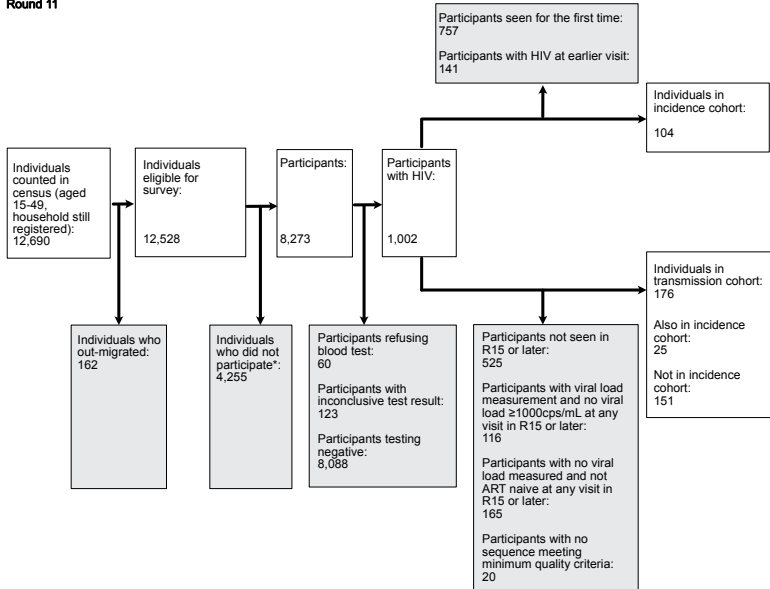 Round 11
Participants seen for the first time:
757
Participants with HIV at earlier visit:
141
Individuals in
incidence cohort:
104
Individuals
counted in
census (aged
15-49,
household still
registered):
12,690
Individuals
eligible for
survey:
12,528
Participants:
8,273
Participants
with HIV:
1,002
Individuals in
transmission cohort:
176
Also in incidence
cohort:
25
Not in incidence
cohort:
151
Individuals who
out-migrated:
162
Individuals
who did not
participate*:
4,255
Participants refusing
blood test:
60
Participants with
inconclusive test result:
123
Participants testing
negative:
8,088
Participants not seen in
R15 or later:
525
Participants with viral load
measurement and no viral
load ≥1000cps/mL at any
visit in R15 or later:
116
Participants with no viral
load measured and not
ART naive at any visit in
R15 or later:
165
Participants with no
sequence meeting
minimum quality criteria:
20